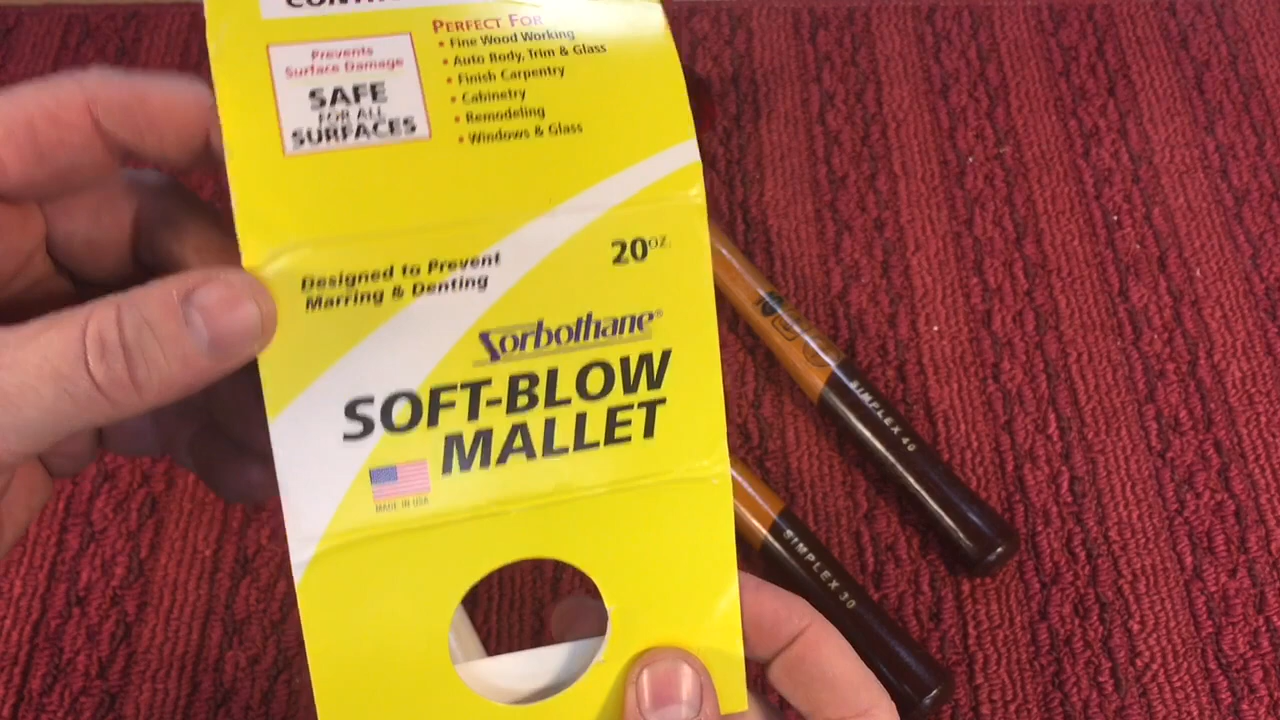 PERFECT FOR
• Fine Wood Working
• Auto Body, Trim & Glass
• Finish Carpentry
• Cabinetry
• Remodeling
• Windows & Glass
Prevents
Surface Damage
SAFE
FOR ALL
SURFACES
Designed to Prevent
Marring & Denting
20 OZ.
Sorbothane®
SOFT-BLOW
MALLET
MADE IN USA
SIMPLEX 40
SIMPLEX 30